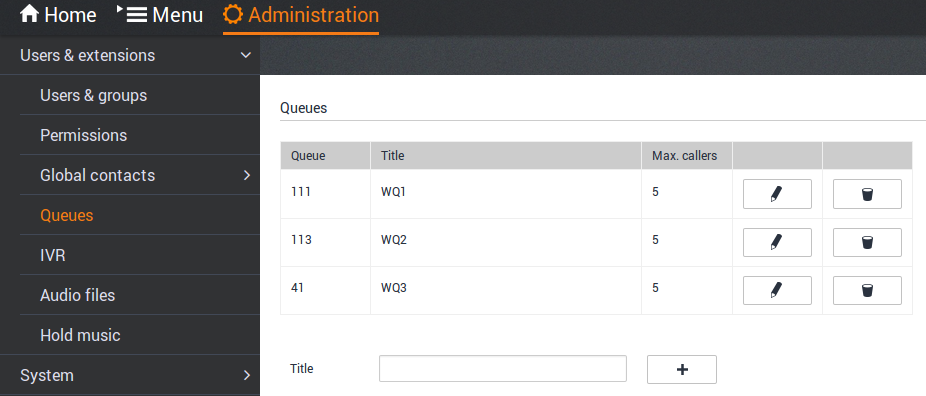 Home Menu Administration
Users & extensions
Users & groups
Permissions
Global contacts
Queues
IVR
Audio files
Hold music
System
Queues
Queue Title Max. callers
111 WQ1 5
113 WQ2 5
41 WQ3 5
Title